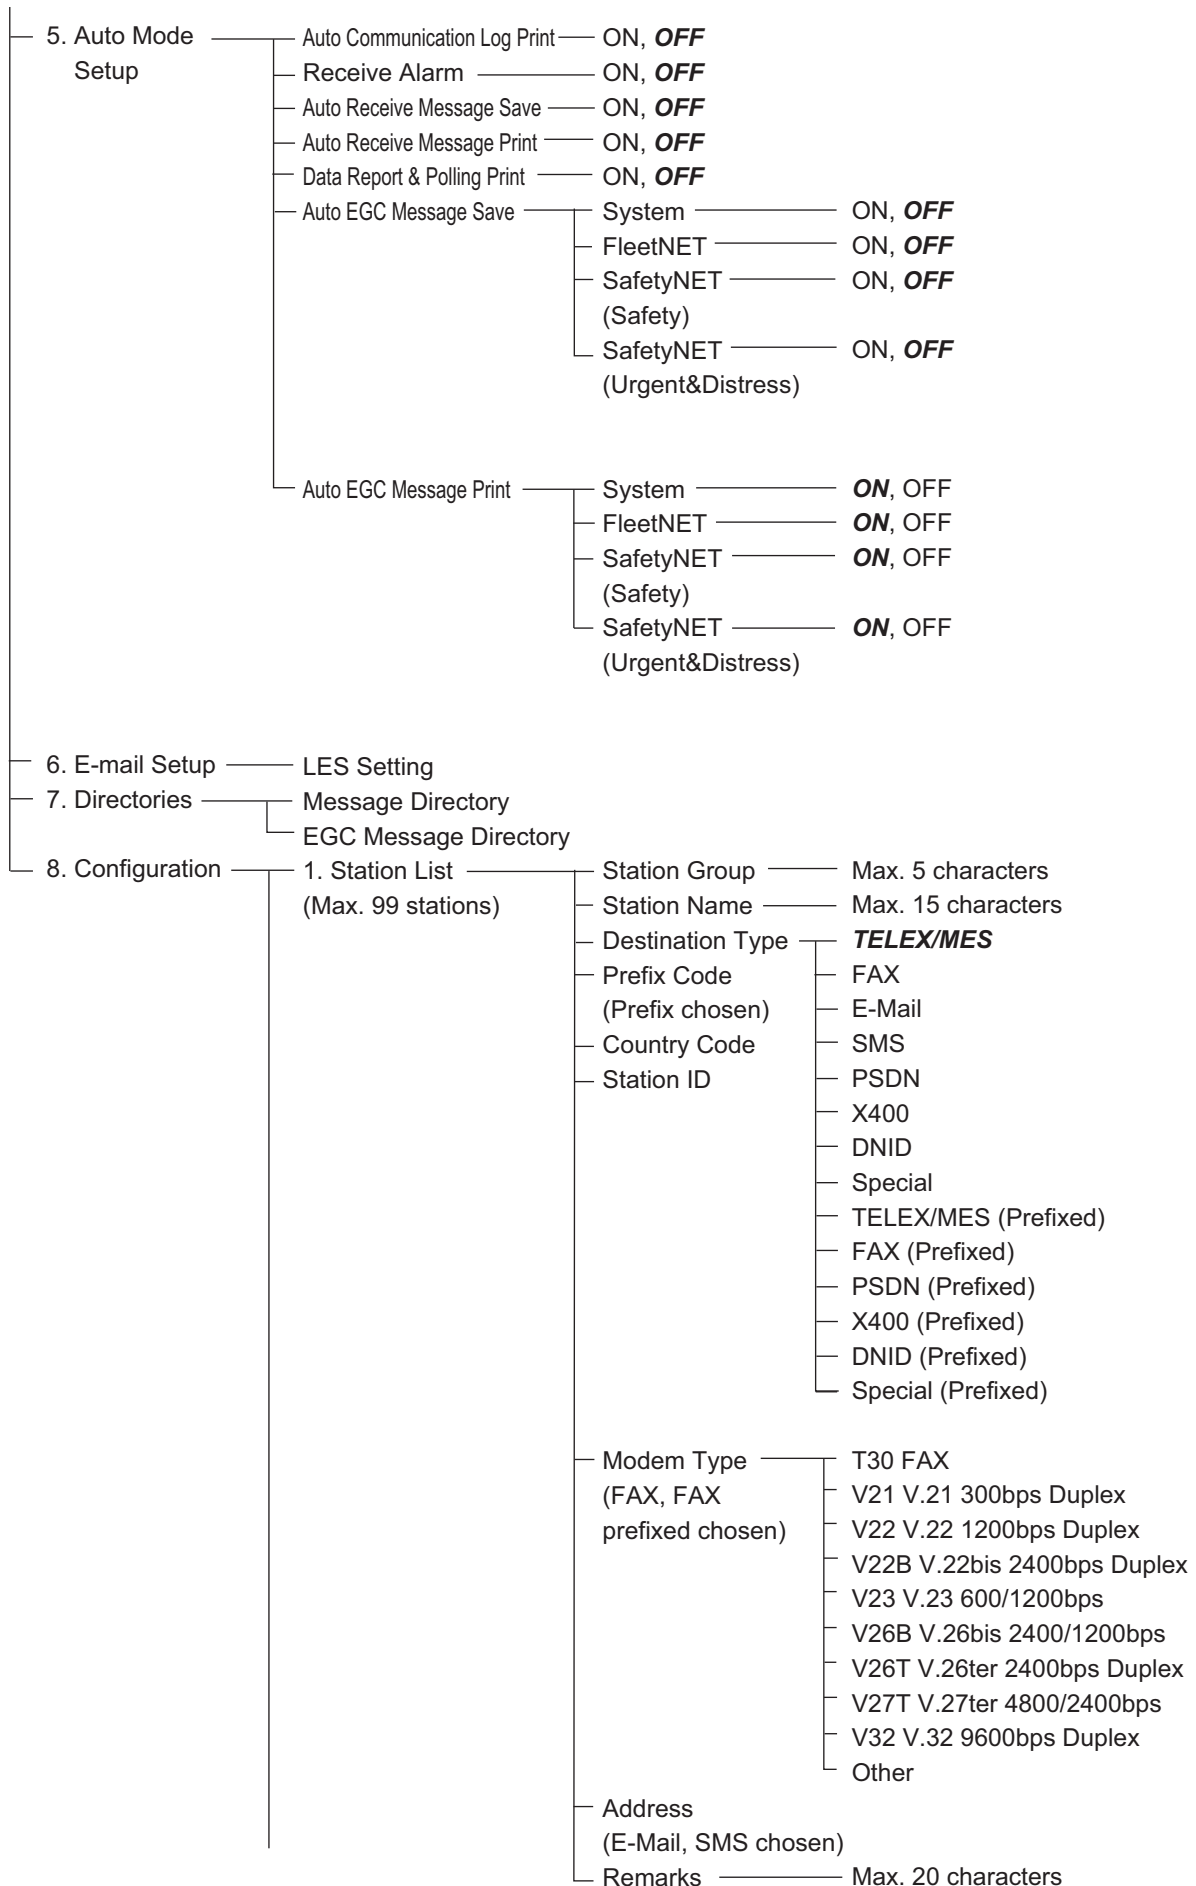 5. Auto Mode Setup
Auto Communication Log Print ON, OFF
Receive Alarm ON, OFF
Auto Receive Message Save ON, OFF
Auto Receive Message Print ON, OFF
Data Report & Polling Print ON, OFF
Auto EGC Message Save System ON, OFF
FleetNET ON, OFF
SafetyNET ON, OFF
(Safety)
SafetyNET ON, OFF
(Urgent&Distress)
Auto EGC Message Print System ON, OFF
FleetNET ON, OFF
SafetyNET ON, OFF
(Safety)
SafetyNET ON, OFF
(Urgent&Distress)
6. E-mail Setup LES Setting
7. Directories Message Directory
EGC Message Directory
8. Configuration 1. Station List
(Max. 99 stations)
Station Group Max. 5 characters
Station Name Max. 15 characters
Destination Type TELEX/MES
Prefix Code FAX
(Prefix chosen) E-Mail
Country Code SMS
Station ID PSDN
X400
DNID
Special
TELEX/MES (Prefixed)
FAX (Prefixed)
PSDN (Prefixed)
X400 (Prefixed)
DNID (Prefixed)
Special (Prefixed)
Modem Type T30 FAX
(FAX, FAX V21 V.21 300bps Duplex
prefixed chosen) V22 V.22 1200bps Duplex
V22B V.22bis 2400bps Duplex
V23 V.23 600/1200bps
V26B V.26bis 2400/1200bps
V26T V.26ter 2400bps Duplex
V27T V.27ter 4800/2400bps
V32 V.32 9600bps Duplex
Other
Address
(E-Mail, SMS chosen)
Remarks Max. 20 characters